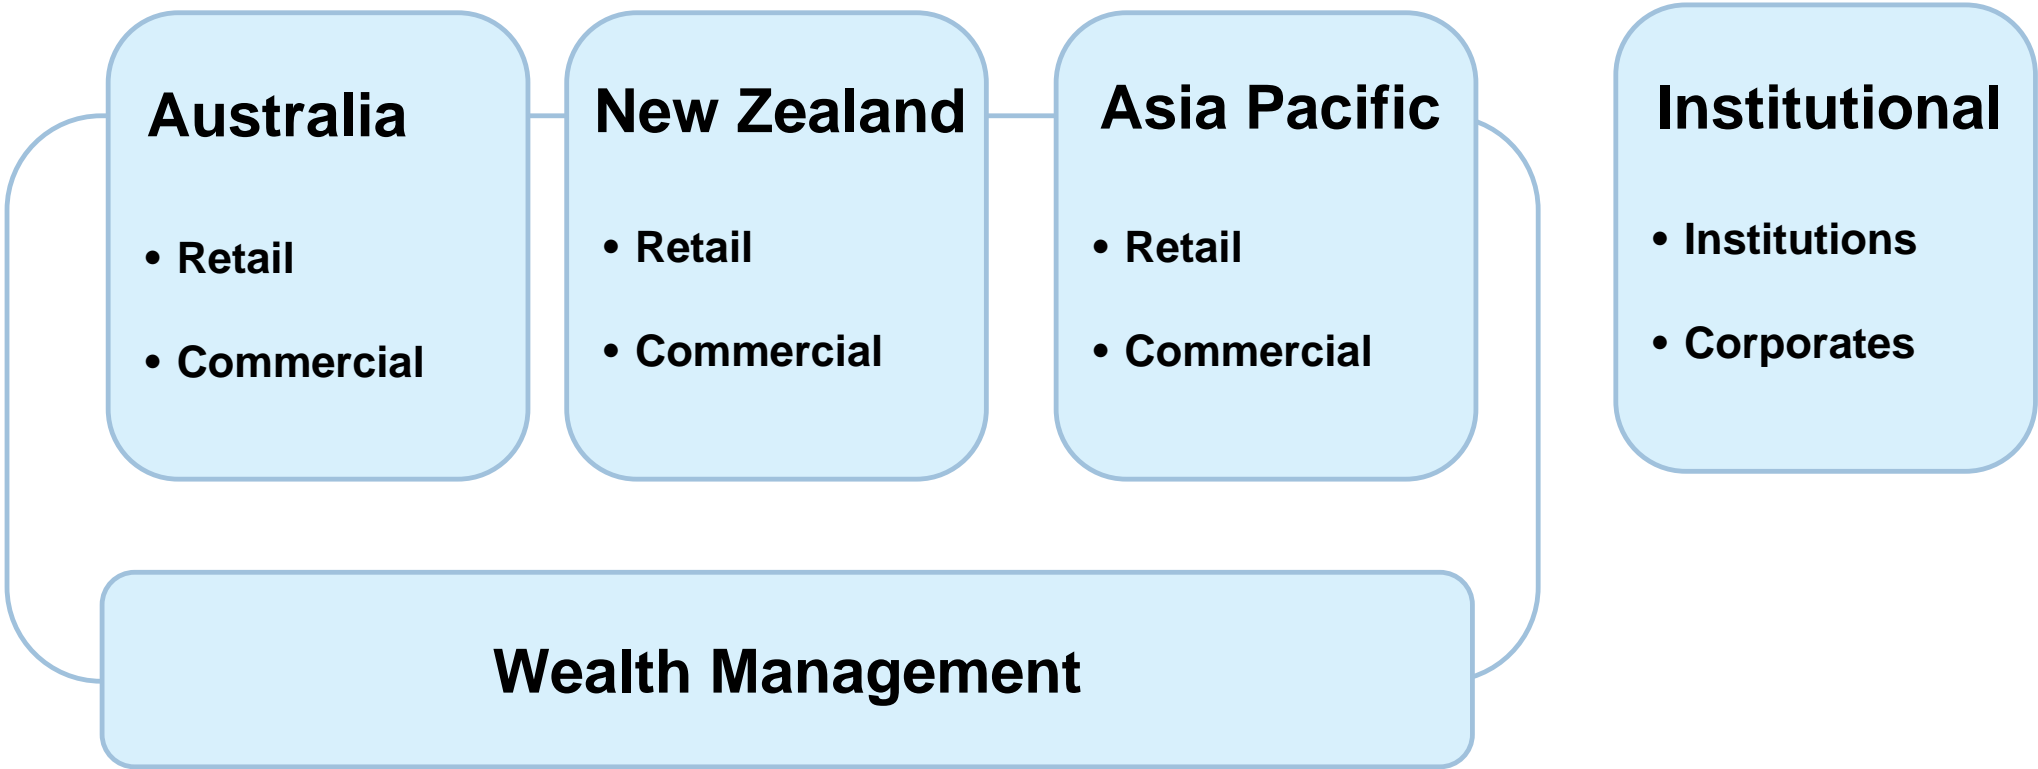 Australia
• Retail
• Commercial
New Zealand
• Retail
• Commercial
Asia Pacific
• Retail
• Commercial
Institutional
• Institutions
• Corporates
Wealth Management